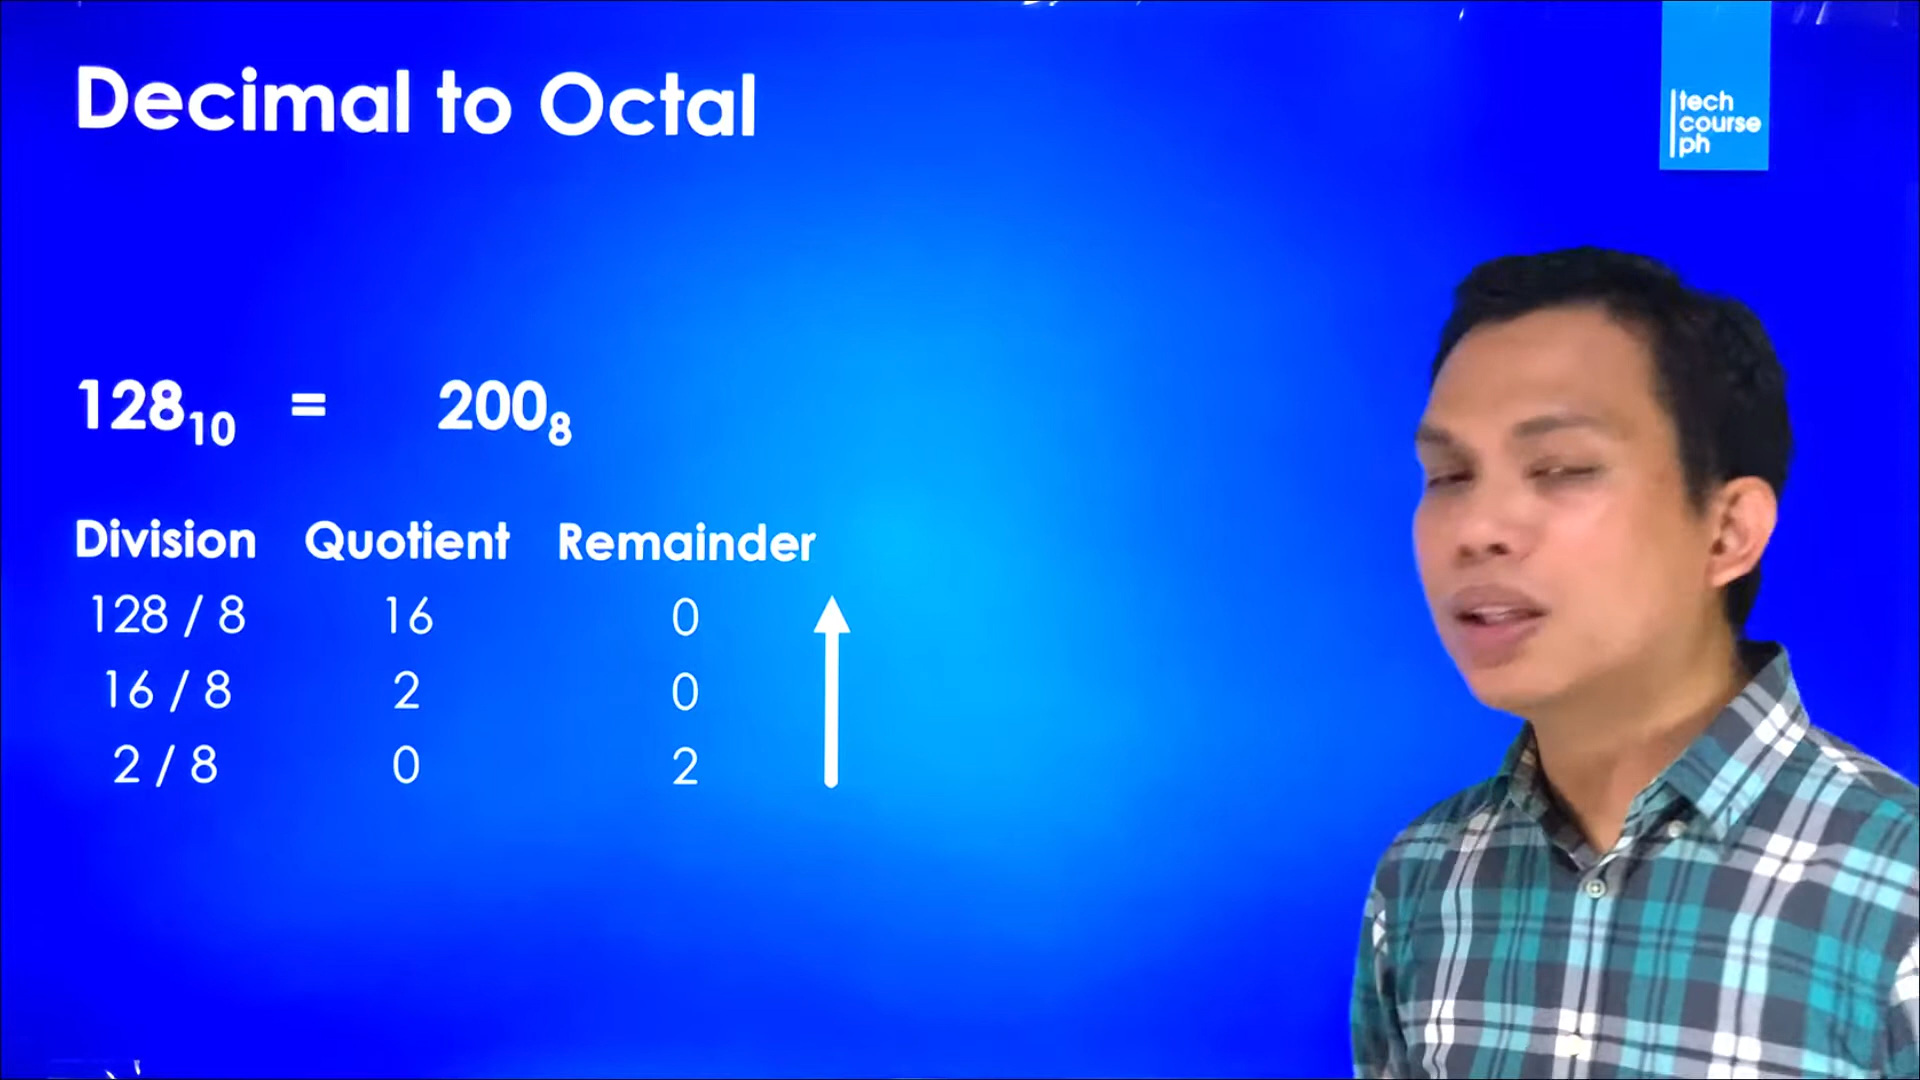 Decimal to Octal
tech
course
ph
128₁₀ = 200₈
Division Quotient Remainder
128 / 8 16 0
16 / 8 2 0
2 / 8 0 2